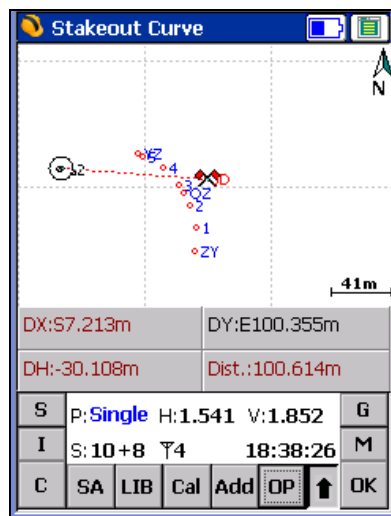 Stakeout Curve
N
YZ
5
4
2
D
3
QZ
2
1
ZY
41m
DX:S7.213m DY:E100.355m
DH:-30.108m Dist.:100.614m
S P:Single H:1.541 V:1.852 G
I S:10+8 4 18:38:26 M
C SA LIB Cal Add OP OK